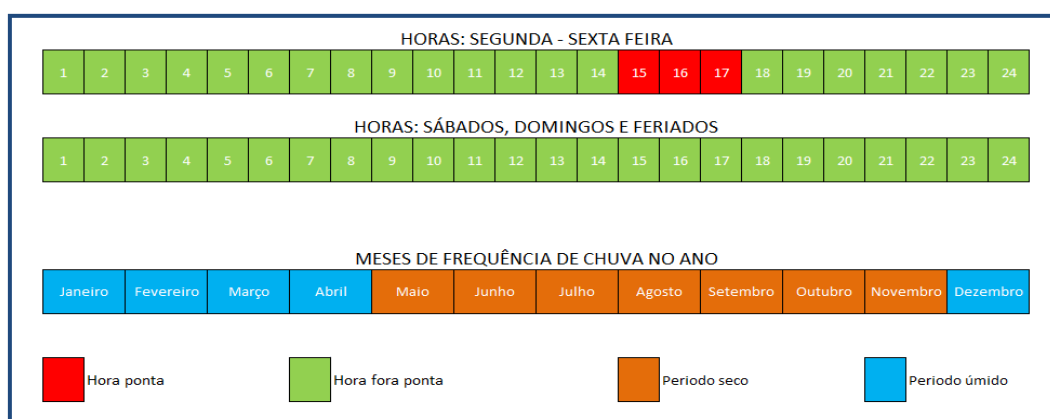 HORAS: SEGUNDA - SEXTA FEIRA
1 2 3 4 5 6 7 8 9 10 11 12 13 14 15 16 17 18 19 20 21 22 23 24
HORAS: SÁBADOS, DOMINGOS E FERIADOS
1 2 3 4 5 6 7 8 9 10 11 12 13 14 15 16 17 18 19 20 21 22 23 24
MESES DE FREQUÊNCIA DE CHUVA NO ANO
Janeiro Fevereiro Março Abril Maio Junho Julho Agosto Setembro Outubro Novembro Dezembro
Hora ponta Hora fora ponta Periodo seco Periodo úmido